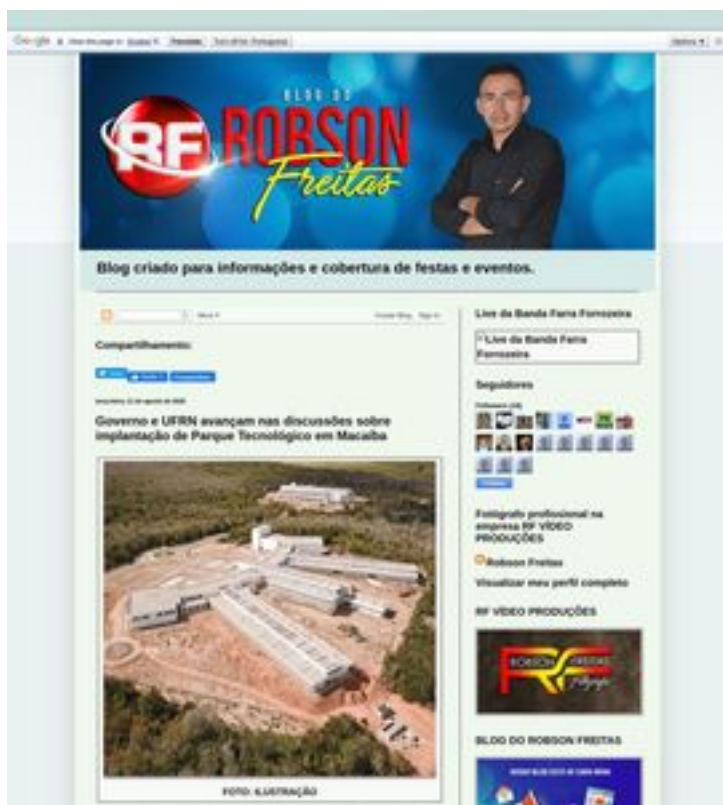 Google
BLOG DO
RF ROBSON
Freitas
Blog criado para informações e cobertura de festas e eventos.
Live da Banda Farra Forrozeira
Compartilhamento:
Live da Banda Farra
Forrozeira
Seguidores
Governo e UFRN avançam nas discussões sobre
implantação de Parque Tecnológico em Macaíba
Fotógrafo profissional na
empresa RF VÍDEO
PRODUÇÕES
Robson Freitas
Visualizar meu perfil completo
RF VÍDEO PRODUÇÕES
ROBSON FREITAS
BLOG DO ROBSON FREITAS
FOTO: ILUSTRAÇÃO